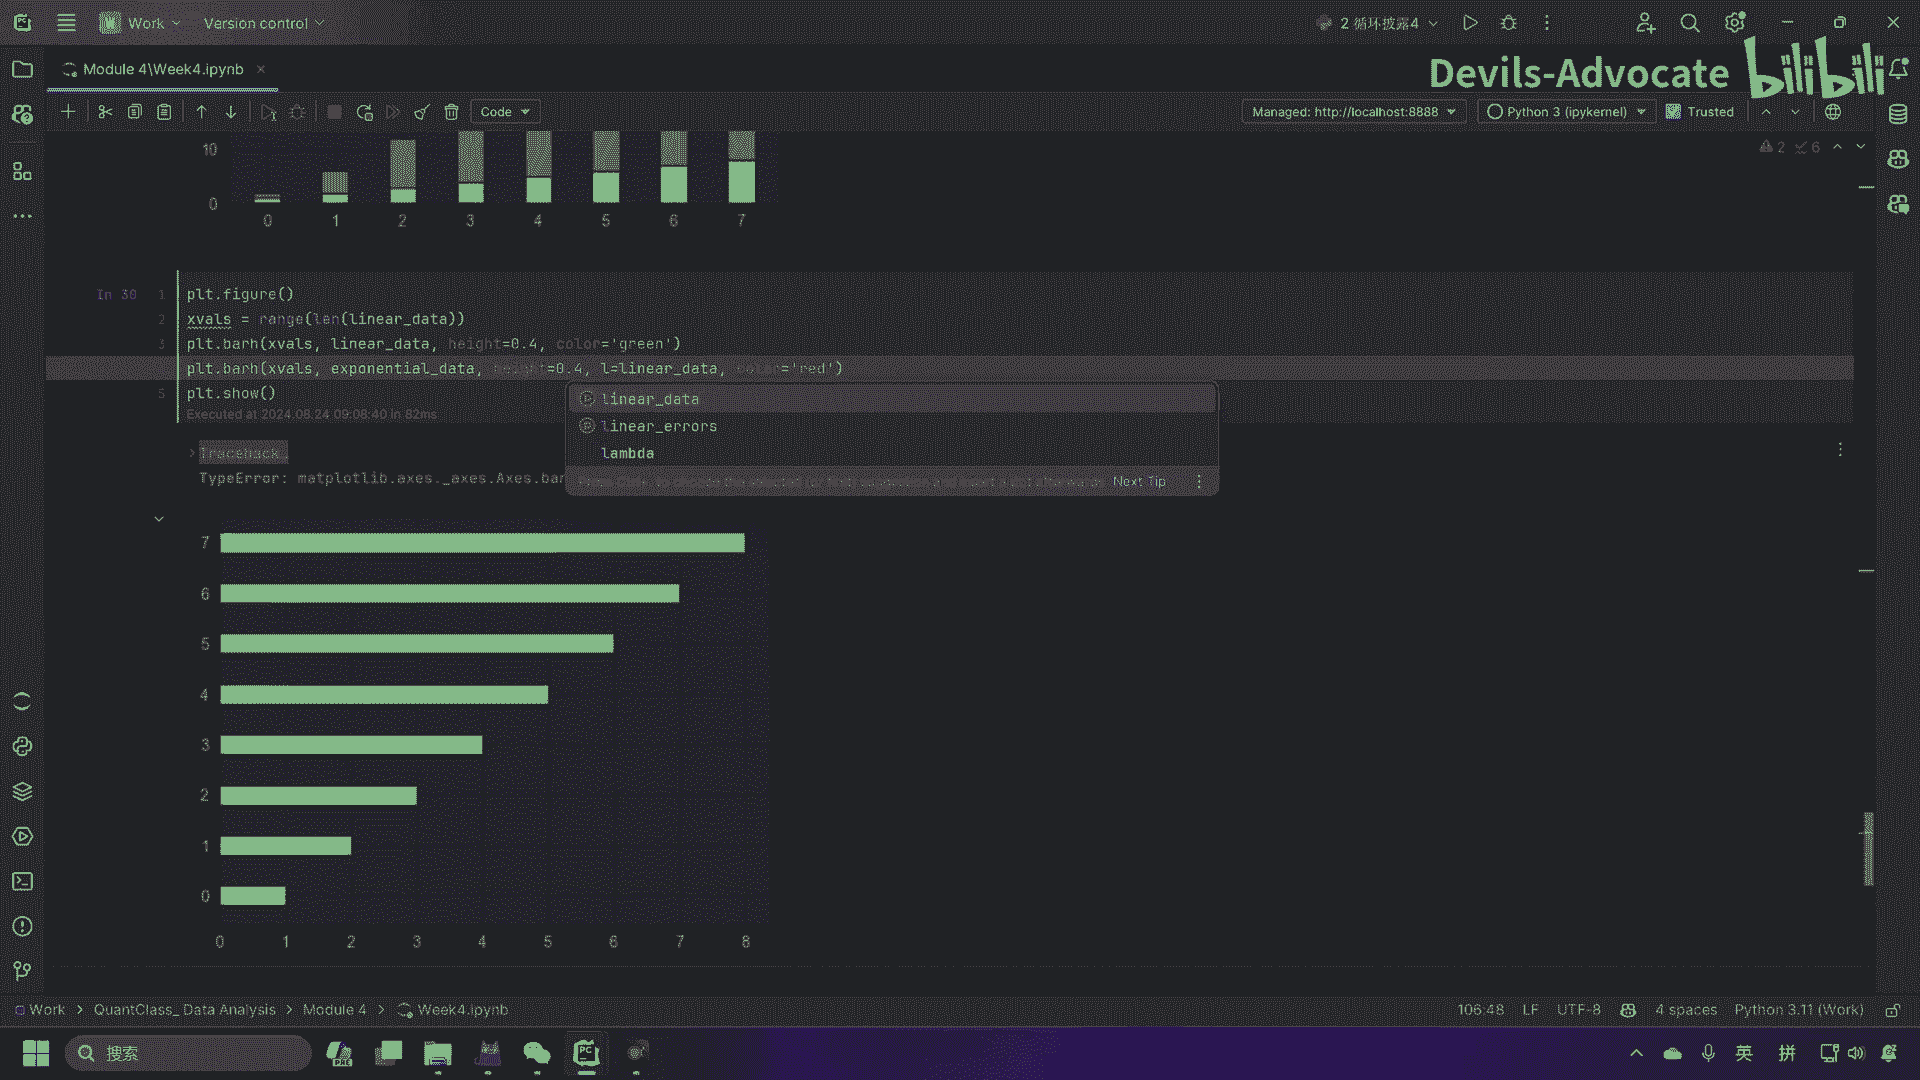 Work
Version control
2 循环披露4
Module 4\Week4.ipynb
Devils-Advocate bilibili
Code
Managed: http://localhost:8888
Python 3 (ipykernel)
Trusted
2 6
10
0
0 1 2 3 4 5 6 7
In 30
1 plt.figure()
2 xvals = range(len(linear_data))
3 plt.barh(xvals, linear_data, height=0.4, color='green')
plt.barh(xvals, exponential_data, height=0.4, l=linear_data, color='red')
5 plt.show()
Executed at 2024.08.24 09:08:40 in 82ms
linear_data
linear_errors
lambda
Next Tip
Traceback
TypeError: matplotlib.axes._axes.Axes.bar
7
6
5
4
3
2
1
0
0 1 2 3 4 5 6 7 8
Work > QuantClass_ Data Analysis > Module 4 > Week4.ipynb
106:48 LF UTF-8 4 spaces Python 3.11 (Work)
搜索
英 拼